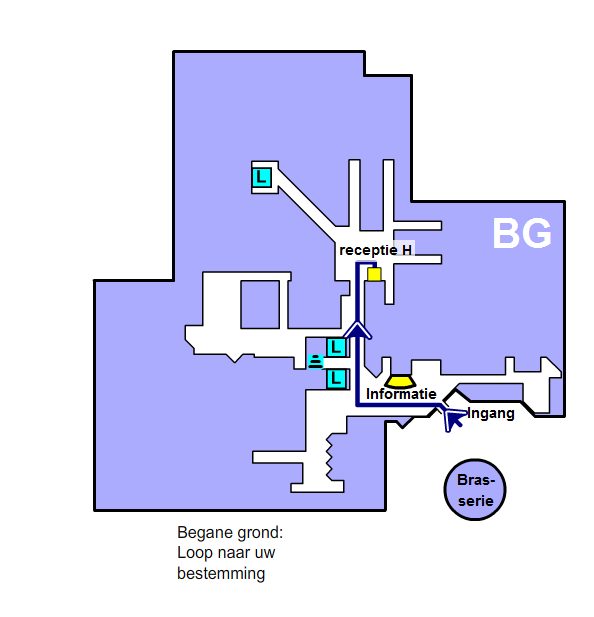 L
BG
receptie H
L
L
Informatie
Ingang
Bras-
serie
Begane grond:
Loop naar uw
bestemming